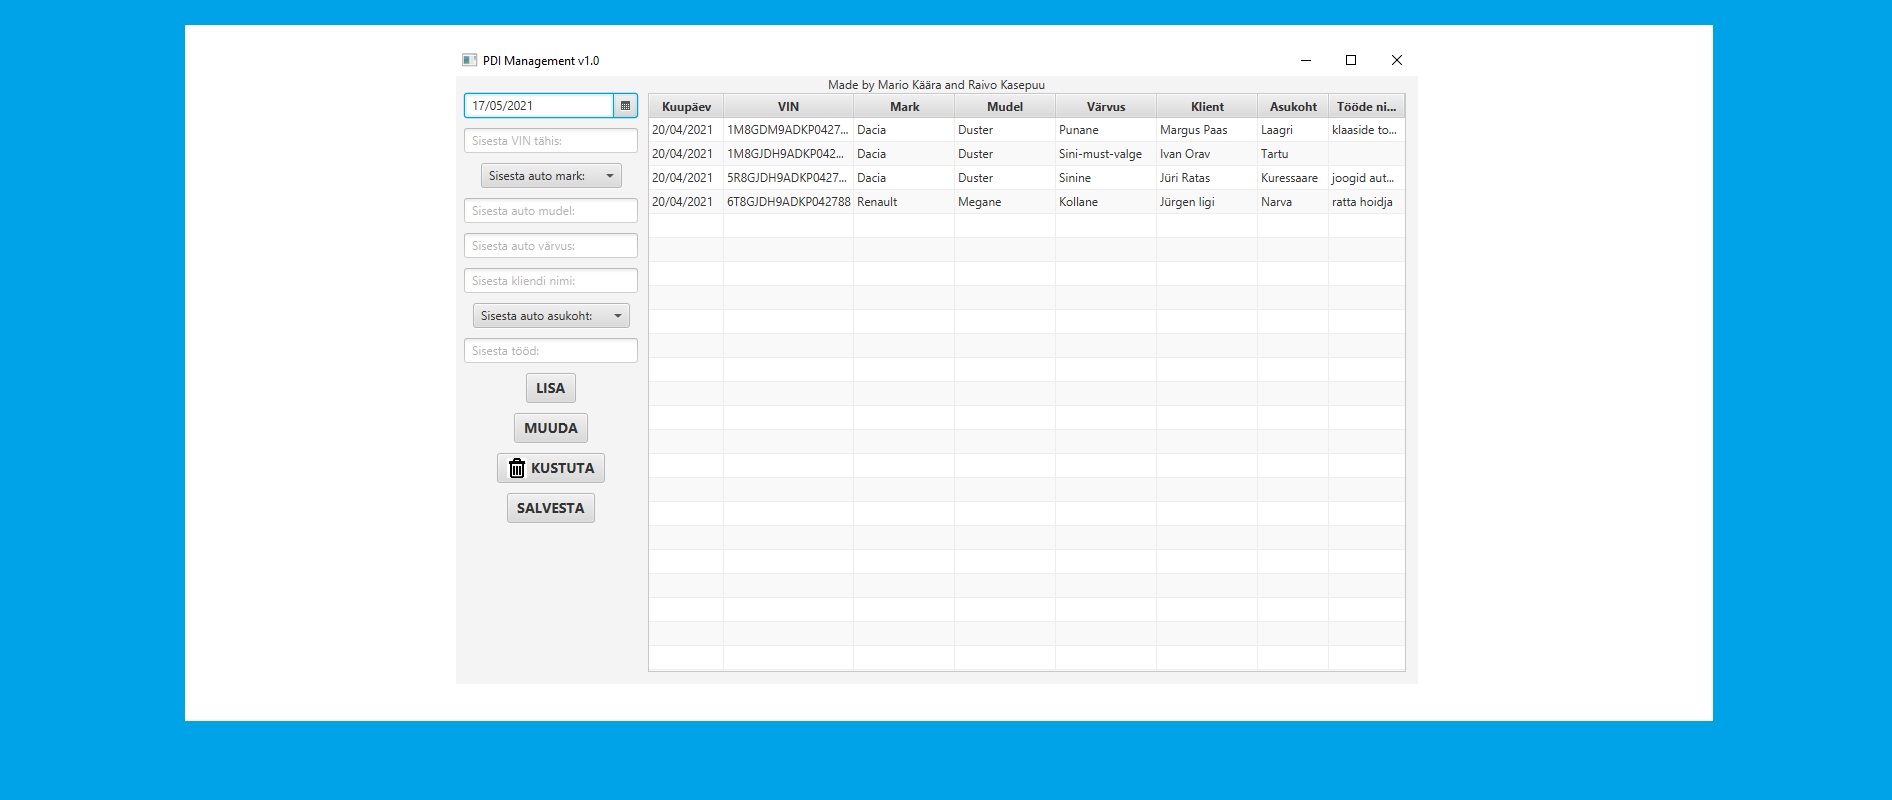 PDI Management v1.0
Made by Mario Käära and Raivo Kasepuu
17/05/2021
Sisesta VIN tähis:
Sisesta auto mark:
Sisesta auto mudel:
Sisesta auto värvus:
Sisesta kliendi nimi:
Sisesta auto asukoht:
Sisesta tööd:
LISA
MUUDA
KUSTUTA
SALVESTA
Kuupäev VIN Mark Mudel Värvus Klient Asukoht Tööde ni...
20/04/2021 1M8GDM9ADKP0427... Dacia Duster Punane Margus Paas Laagri klaaside to...
20/04/2021 1M8GJDH9ADKP042... Dacia Duster Sini-must-valge Ivan Orav Tartu
20/04/2021 5R8GJDH9ADKP0427... Dacia Duster Sinine Jüri Ratas Kuressaare joogid aut...
20/04/2021 6T8GJDH9ADKP042788 Renault Megane Kollane Jürgen ligi Narva ratta hoidja